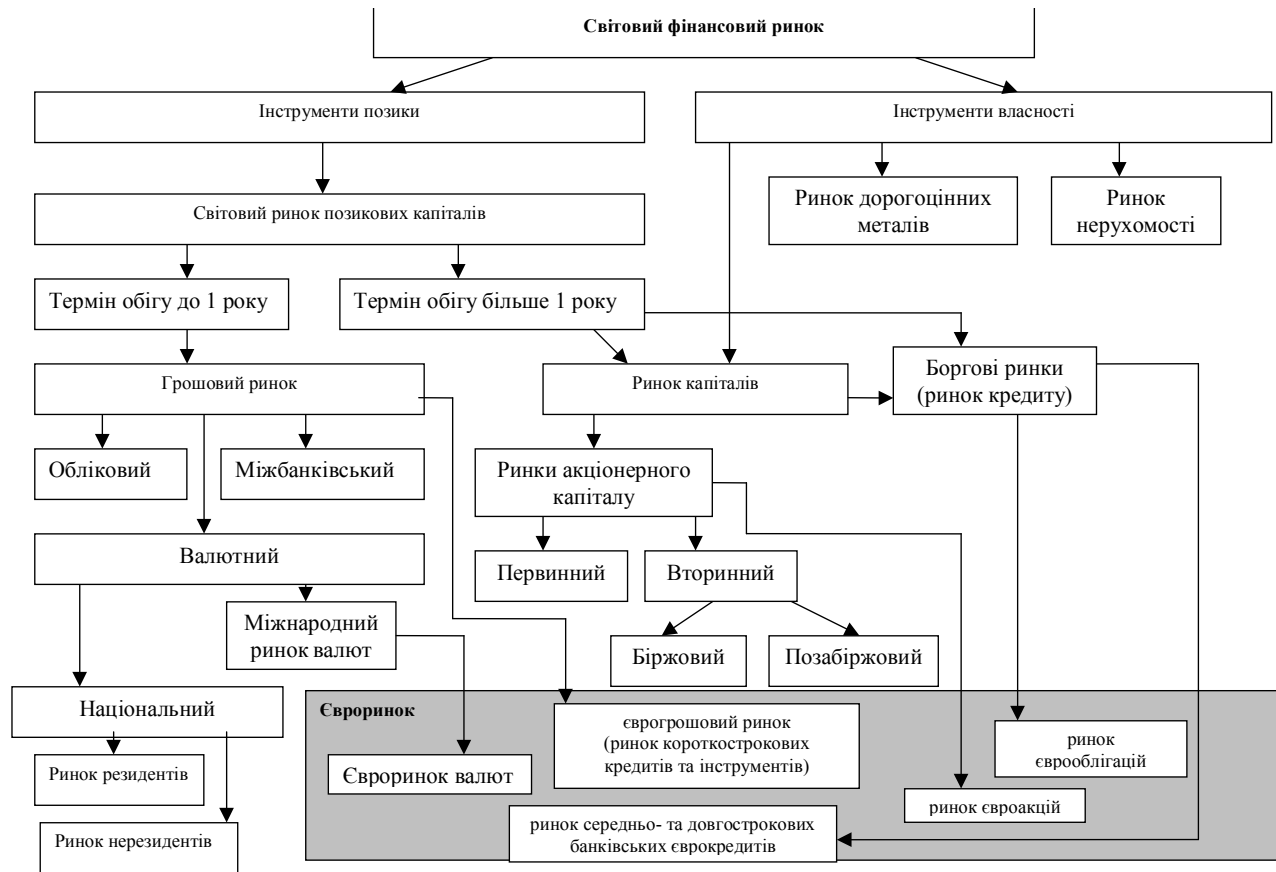 Світовий фінансовий ринок
Інструменти позики
Інструменти власності
Ринок дорогоцінних
металів
Ринок
нерухомості
Світовий ринок позикових капіталів
Термін обігу до 1 року
Термін обігу більше 1 року
Грошовий ринок
Ринок капіталів
Боргові ринки
(ринок кредиту)
Обліковий
Міжбанківський
Ринки акціонерного
капіталу
Валютний
Первинний
Вторинний
Міжнародний
ринок валют
Біржовий
Позабіржовий
Національний
Євроринок
єврогрошовий ринок
(ринок короткострокових
кредитів та інструментів)
ринок
єврооблігацій
Ринок резидентів
Євроринок валют
ринок євроакцій
Ринок нерезидентів
ринок середньо- та довгострокових
банківських єврокредитів